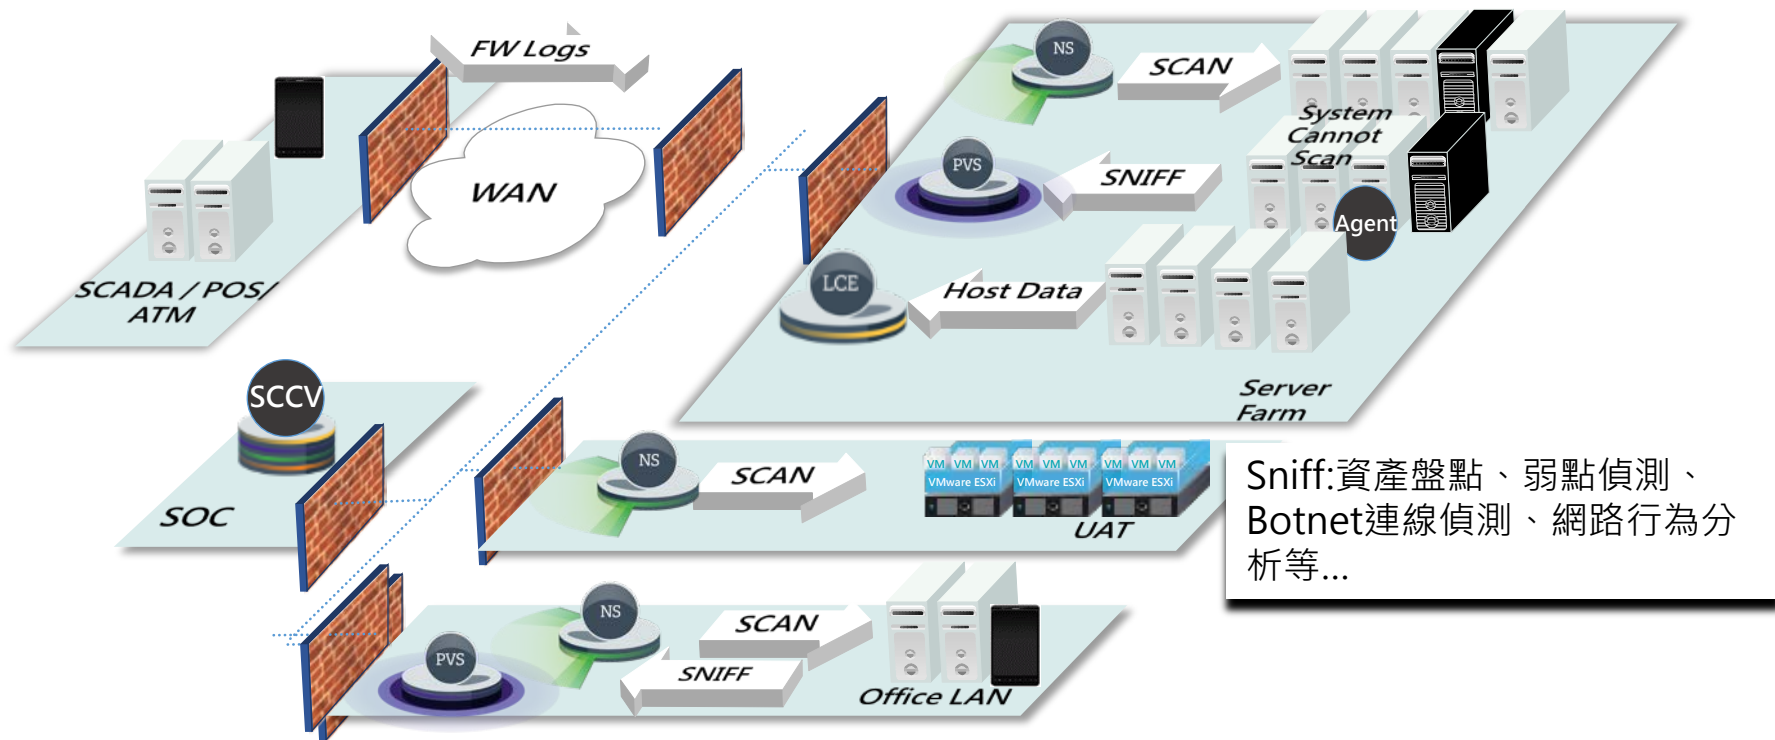 FW Logs
WAN
SCADA / POS/
ATM
NS
SCAN
System
Cannot
Scan
PVS
SNIFF
Agent
LCE
Host Data
Server
Farm
SCCV
SOC
NS
SCAN
VM VM VM
VMware ESXi
VM VM VM
VMware ESXi
VM VM VM
VMware ESXi
UAT
Sniff:資產盤點、弱點偵測、
Botnet連線偵測、網路行為分
析等...
NS
SCAN
PVS
SNIFF
Office LAN